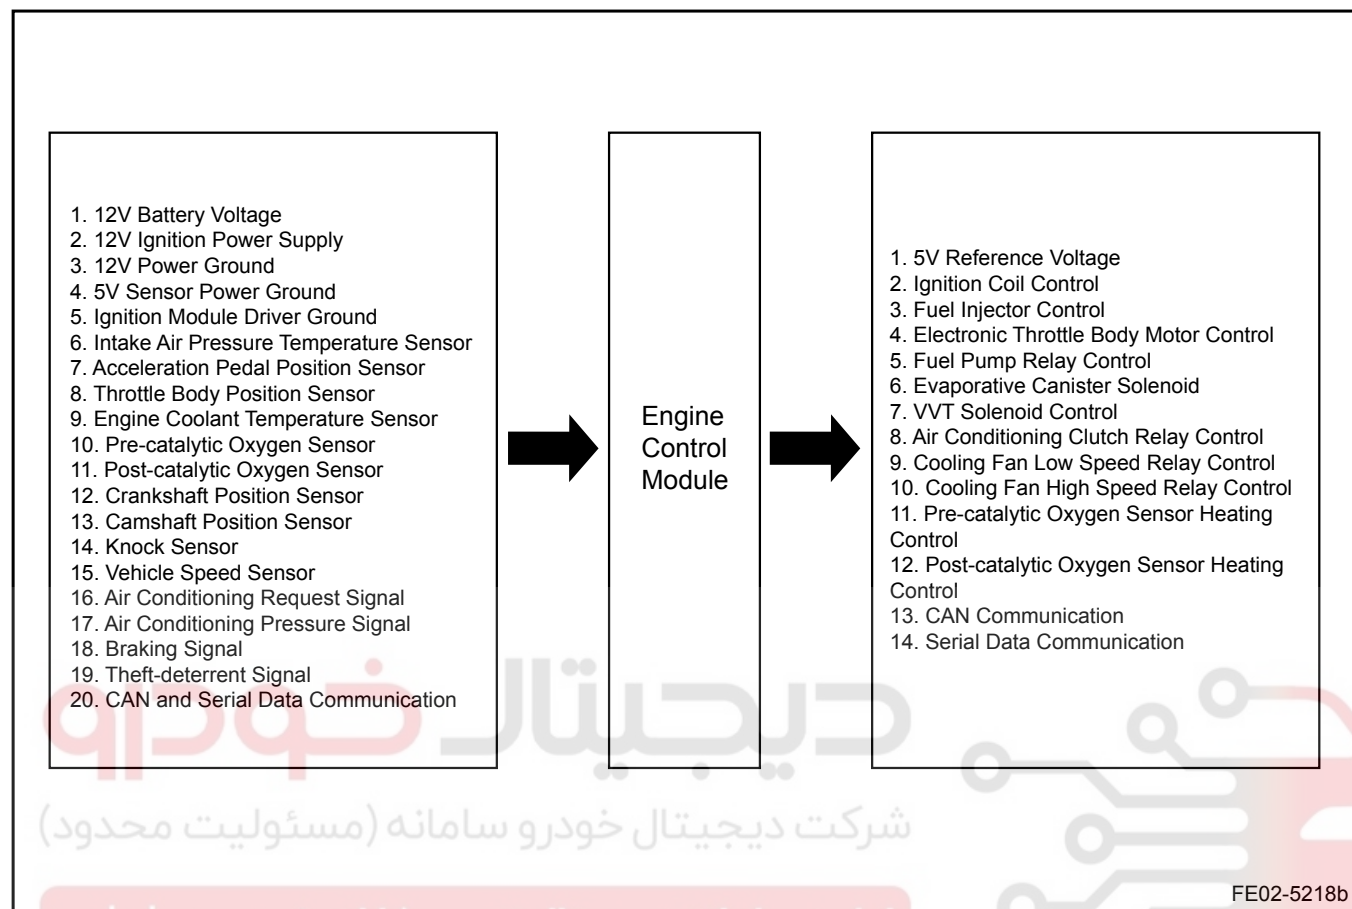 1. 12V Battery Voltage
2. 12V Ignition Power Supply
3. 12V Power Ground
4. 5V Sensor Power Ground
5. Ignition Module Driver Ground
6. Intake Air Pressure Temperature Sensor
7. Acceleration Pedal Position Sensor
8. Throttle Body Position Sensor
9. Engine Coolant Temperature Sensor
10. Pre-catalytic Oxygen Sensor
11. Post-catalytic Oxygen Sensor
12. Crankshaft Position Sensor
13. Camshaft Position Sensor
14. Knock Sensor
15. Vehicle Speed Sensor
16. Air Conditioning Request Signal
17. Air Conditioning Pressure Signal
18. Braking Signal
19. Theft-deterrent Signal
20. CAN and Serial Data Communication
Engine
Control
Module
1. 5V Reference Voltage
2. Ignition Coil Control
3. Fuel Injector Control
4. Electronic Throttle Body Motor Control
5. Fuel Pump Relay Control
6. Evaporative Canister Solenoid
7. VVT Solenoid Control
8. Air Conditioning Clutch Relay Control
9. Cooling Fan Low Speed Relay Control
10. Cooling Fan High Speed Relay Control
11. Pre-catalytic Oxygen Sensor Heating
Control
12. Post-catalytic Oxygen Sensor Heating
Control
13. CAN Communication
14. Serial Data Communication
دیجیتال خودرو
شرکت دیجیتال خودرو سامانه (مسئولیت محدود)
FE02-5218b